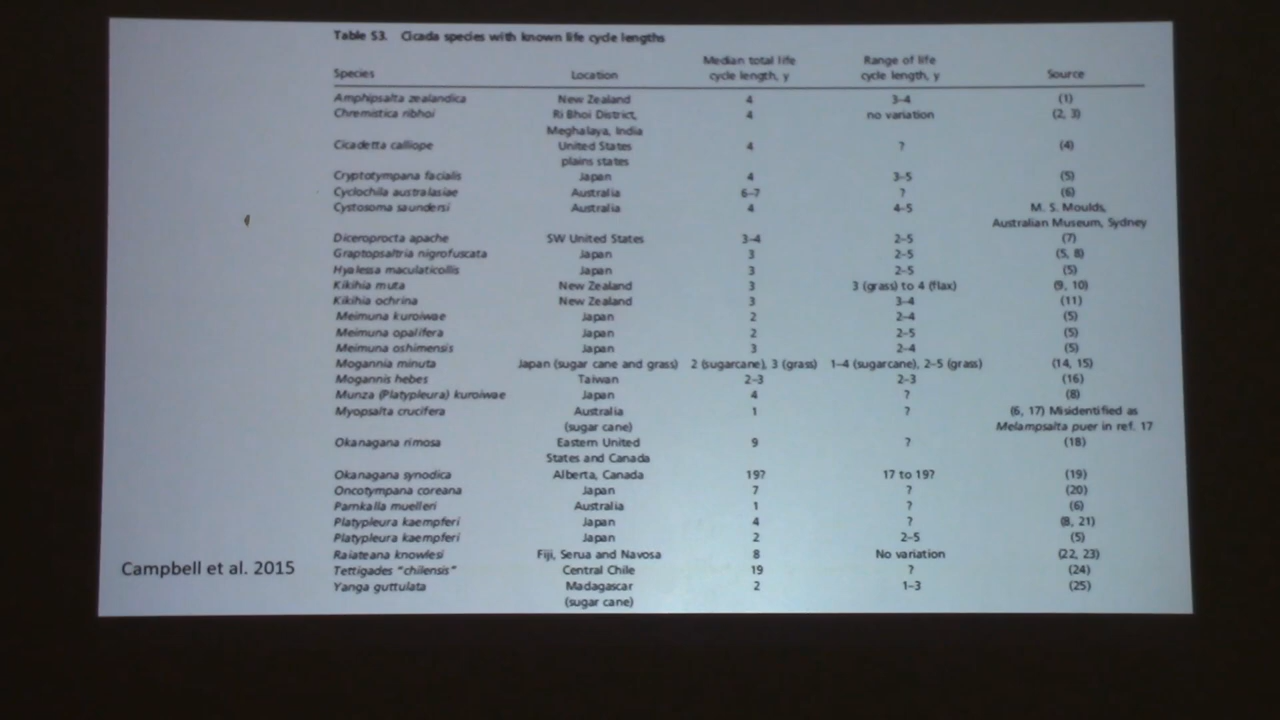 Table S3. Cicada species with known life cycle lengths
Median total life Range of life
Species Location cycle length, y cycle length, y Source
Amphipsalta zealandica New Zealand 4 3–4 (1)
Chremistica ribhoi Ri Bhoi District, 4 no variation (2, 3)
Meghalaya, India
Cicadetta calliope United States 4 ? (4)
plains states
Cryptotympana facialis Japan 4 3–5 (5)
Cyclochila australasiae Australia 6–7 ? (6)
Cystosoma saundersi Australia 4 4–5 M. S. Moulds,
Australian Museum, Sydney
Diceroprocta apache SW United States 3–4 2–5 (7)
Graptopsaltria nigrofuscata Japan 3 2–5 (5, 8)
Hyalessa maculaticollis Japan 3 2–5 (5)
Kikihia muta New Zealand 3 3 (grass) to 4 (flax) (9, 10)
Kikihia ochrina New Zealand 3 3–4 (11)
Meimuna kuroiwae Japan 2 2–4 (5)
Meimuna opalifera Japan 2 2–5 (5)
Meimuna oshimensis Japan 3 2–4 (5)
Mogannia minuta Japan (sugar cane and grass) 2 (sugarcane), 3 (grass) 1–4 (sugarcane), 2–5 (grass) (14, 15)
Mogannis hebes Taiwan 2–3 2–3 (16)
Munza (Platypleura) kuroiwae Japan 4 ? (8)
Myopsalta crucifera Australia 1 ? (6, 17) Misidentified as
(sugar cane) Melampsalta puer in ref. 17
Okanagana rimosa Eastern United 9 ? (18)
States and Canada
Okanagana synodica Alberta, Canada 19? 17 to 19? (19)
Oncotympana coreana Japan 7 ? (20)
Parnkalla muelleri Australia 1 ? (6)
Platypleura kaempferi Japan 4 ? (8, 21)
Platypleura kaempferi Japan 2 2–5 (5)
Raiateana knowlesi Fiji, Serua and Navosa 8 No variation (22, 23)
Tettigades "chilensis" Central Chile 19 ? (24)
Yanga guttulata Madagascar 2 1–3 (25)
(sugar cane)
Campbell et al. 2015